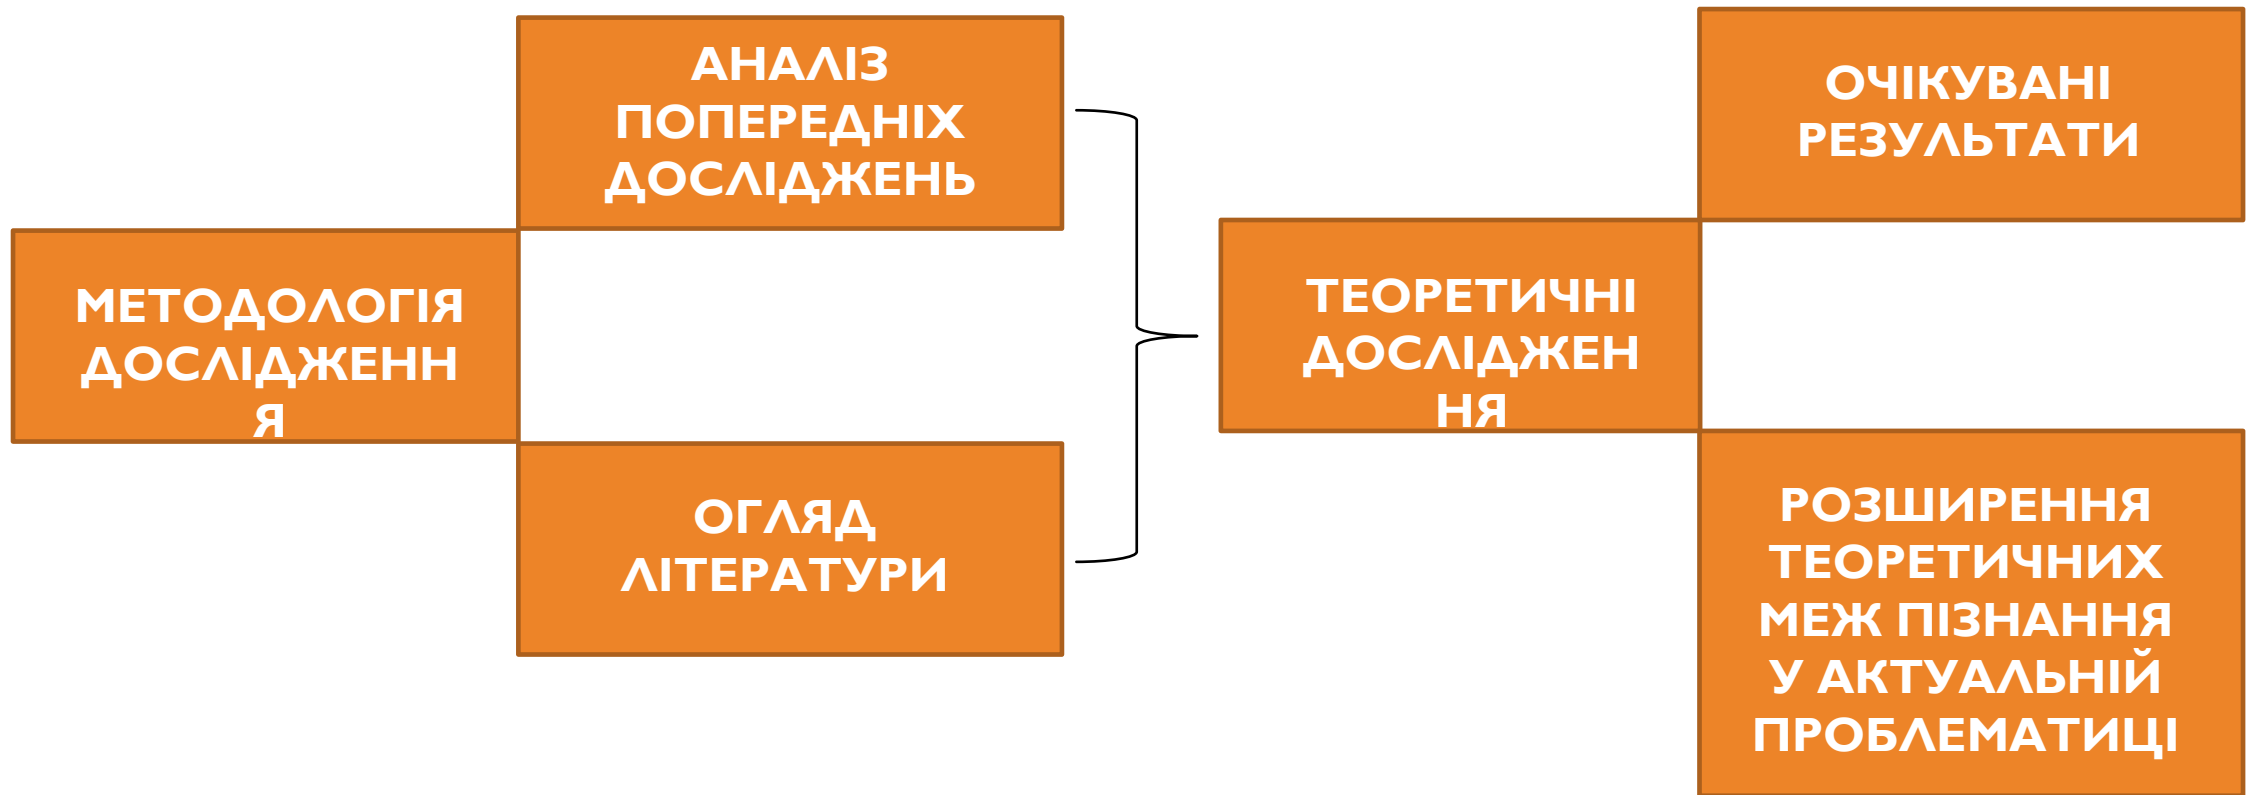 АНАЛІЗ
ПОПЕРЕДНІХ
ДОСЛІДЖЕНЬ
МЕТОДОЛОГІЯ
ДОСЛІДЖЕНН
Я
ОГЛЯД
ЛІТЕРАТУРИ
ОЧІКУВАНІ
РЕЗУЛЬТАТИ
ТЕОРЕТИЧНІ
ДОСЛІДЖЕН
НЯ
РОЗШИРЕННЯ
ТЕОРЕТИЧНИХ
МЕЖ ПІЗНАННЯ
У АКТУАЛЬНІЙ
ПРОБЛЕМАТИЦІ